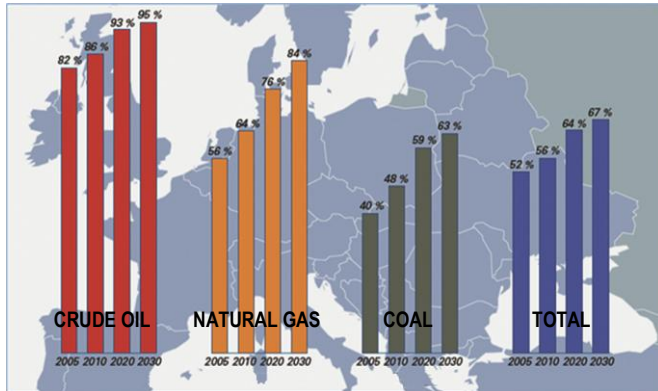 82 % 86 % 93 % 95 %
56 % 64 % 76 % 84 %
40 % 48 % 59 % 63 %
52 % 56 % 64 % 67 %
CRUDE OIL NATURAL GAS COAL TOTAL
2005 2010 2020 2030 2005 2010 2020 2030 2005 2010 2020 2030 2005 2010 2020 2030